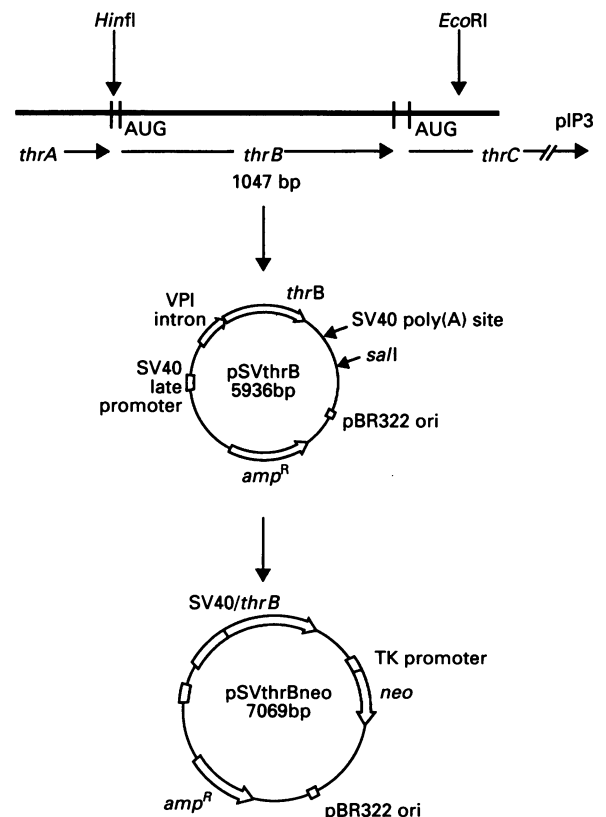 HinfI
EcoRI
AUG
AUG
pIP3
thrA
thrB
thrC
1047 bp
VPI
intron
thrB
SV40 poly(A) site
salI
pSVthrB
5936bp
SV40
late
promoter
pBR322 ori
ampR
SV40/thrB
TK promoter
neo
pSVthrBneo
7069bp
ampR
pBR322 ori